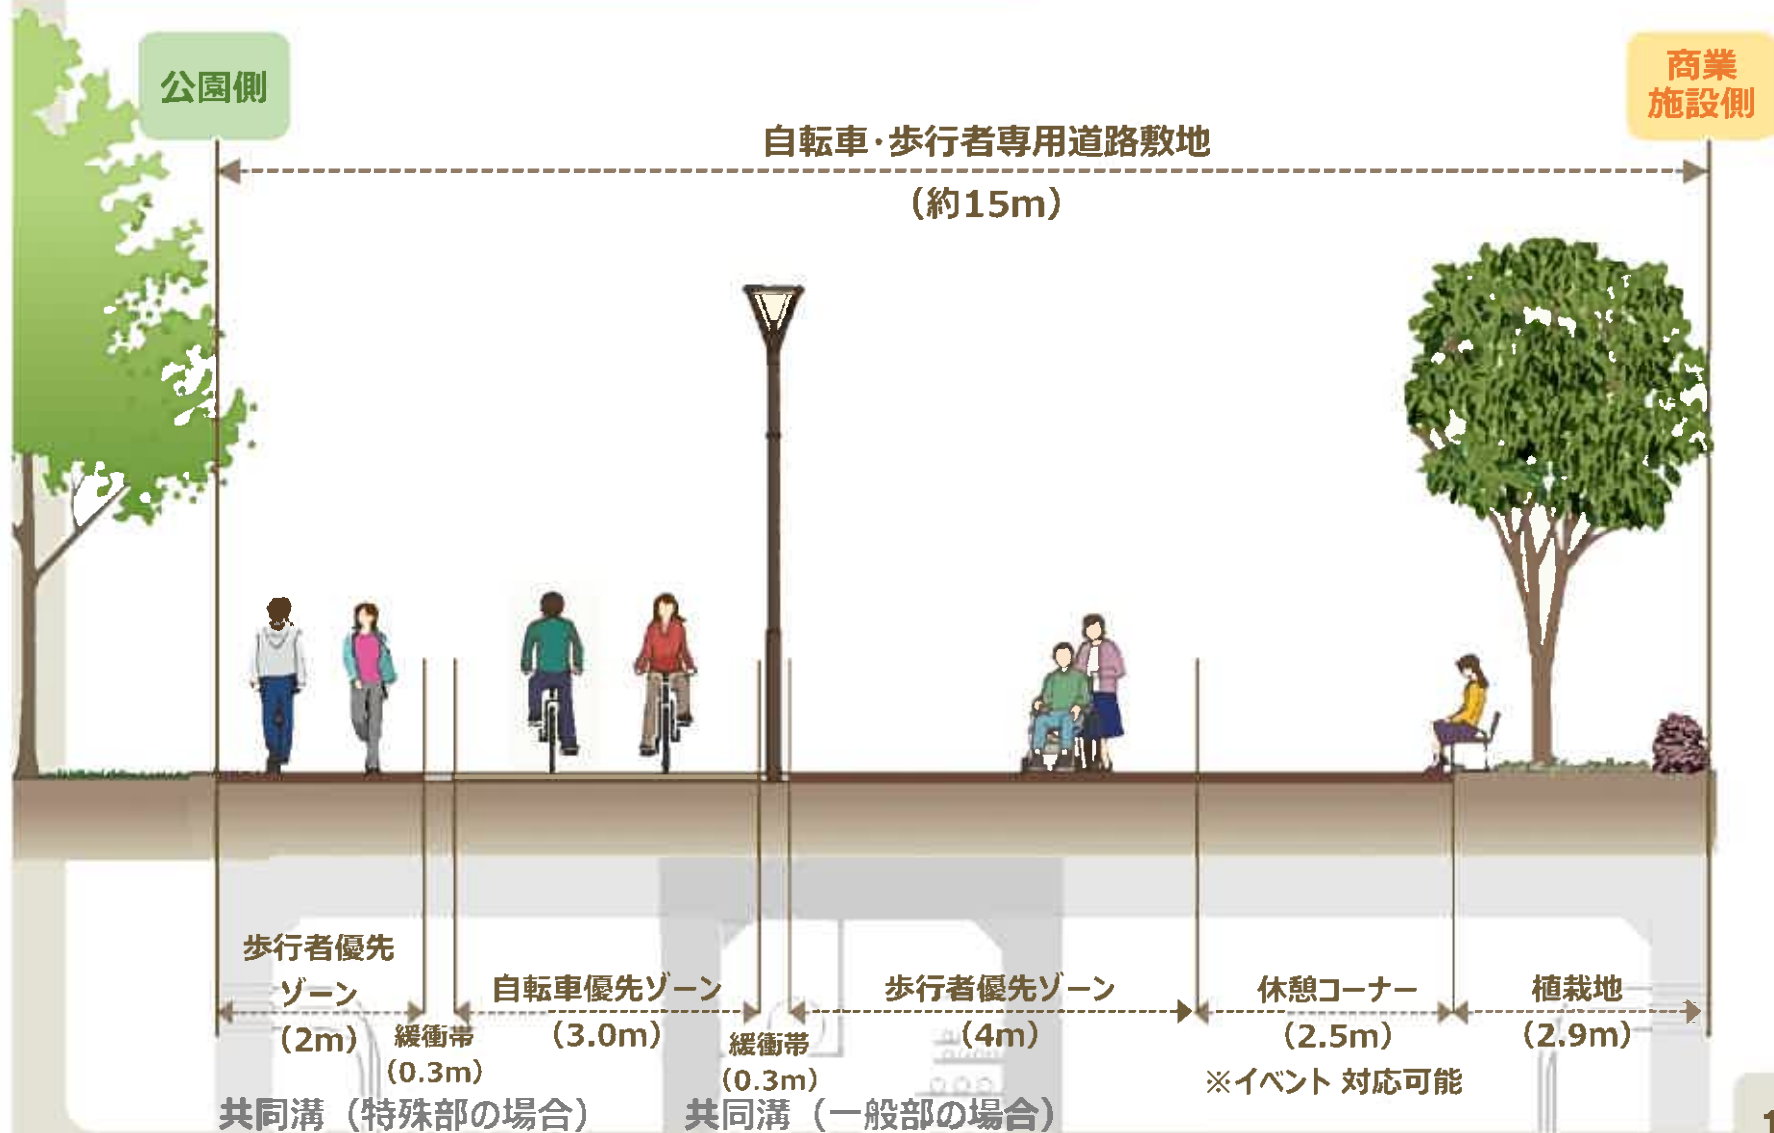 公園側
商業
施設側
自転車・歩行者専用道路敷地
（約15m）
歩行者優先
ゾーン
（2m）
緩衝帯
（0.3m）
自転車優先ゾーン
（3.0m）
緩衝帯
（0.3m）
歩行者優先ゾーン
（4m）
休憩コーナー
（2.5m）
※イベント 対応可能
植栽地
（2.9m）
共同溝（特殊部の場合）
共同溝（一般部の場合）